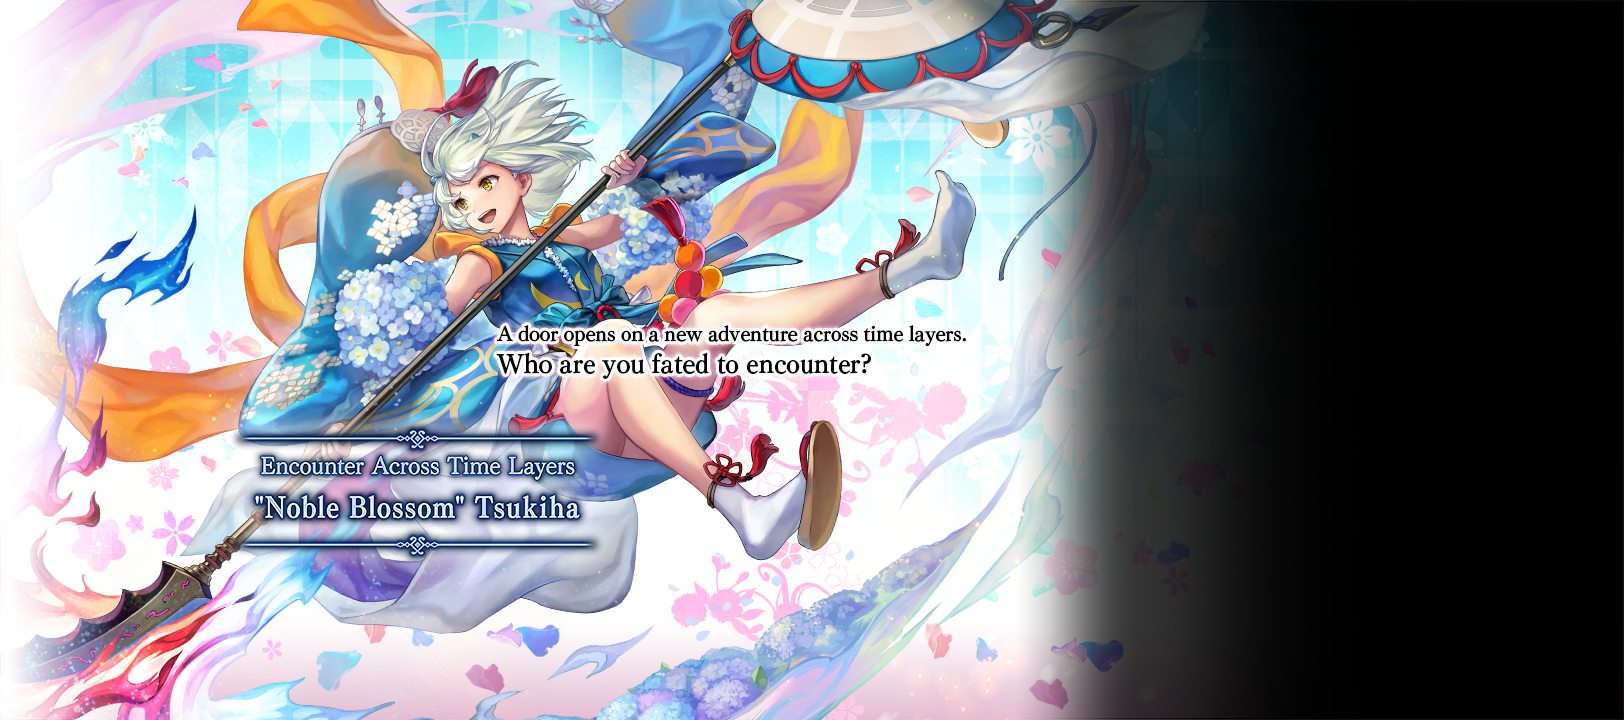 A door opens on a new adventure across time layers.
Who are you fated to encounter?
Encounter Across Time Layers
"Noble Blossom" Tsukiha